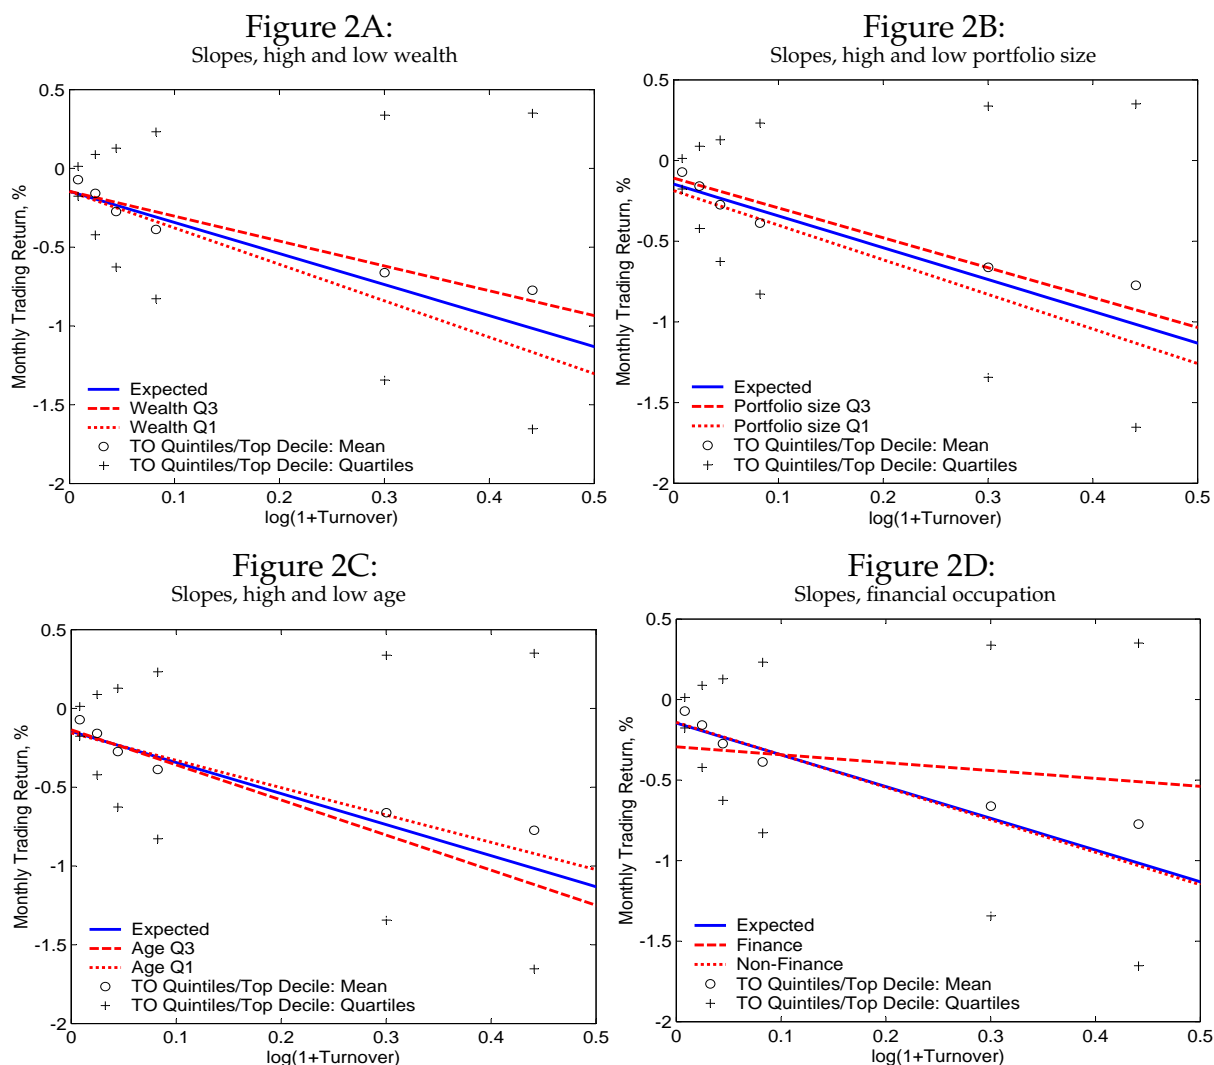 Figure 2A:
Slopes, high and low wealth
0.5
0
-0.5
-1
-1.5
-2
Monthly Trading Return, %
Expected
Wealth Q3
Wealth Q1
TO Quintiles/Top Decile: Mean
TO Quintiles/Top Decile: Quartiles
0 0.1 0.2 0.3 0.4 0.5
log(1+Turnover)
Figure 2B:
Slopes, high and low portfolio size
0.5
0
-0.5
-1
-1.5
-2
Monthly Trading Return, %
Expected
Portfolio size Q3
Portfolio size Q1
TO Quintiles/Top Decile: Mean
TO Quintiles/Top Decile: Quartiles
0 0.1 0.2 0.3 0.4 0.5
log(1+Turnover)
Figure 2C:
Slopes, high and low age
0.5
0
-0.5
-1
-1.5
-2
Monthly Trading Return, %
Expected
Age Q3
Age Q1
TO Quintiles/Top Decile: Mean
TO Quintiles/Top Decile: Quartiles
0 0.1 0.2 0.3 0.4 0.5
log(1+Turnover)
Figure 2D:
Slopes, financial occupation
0.5
0
-0.5
-1
-1.5
-2
Monthly Trading Return, %
Expected
Finance
Non-Finance
TO Quintiles/Top Decile: Mean
TO Quintiles/Top Decile: Quartiles
0 0.1 0.2 0.3 0.4 0.5
log(1+Turnover)